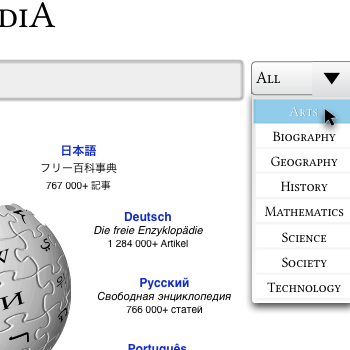 DIA
All
Arts
Biography
Geography
History
Mathematics
Science
Society
Technology
日本語
フリー百科事典
767 000+ 記事
Deutsch
Die freie Enzyklopädie
1 284 000+ Artikel
Русский
Свободная энциклопедия
766 000+ статей
Português